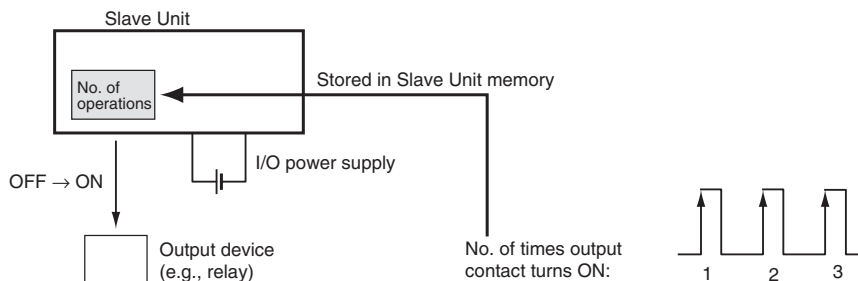 Slave Unit
No. of
operations
Stored in Slave Unit memory
I/O power supply
OFF → ON
Output device
(e.g., relay)
No. of times output
contact turns ON:
1 2 3